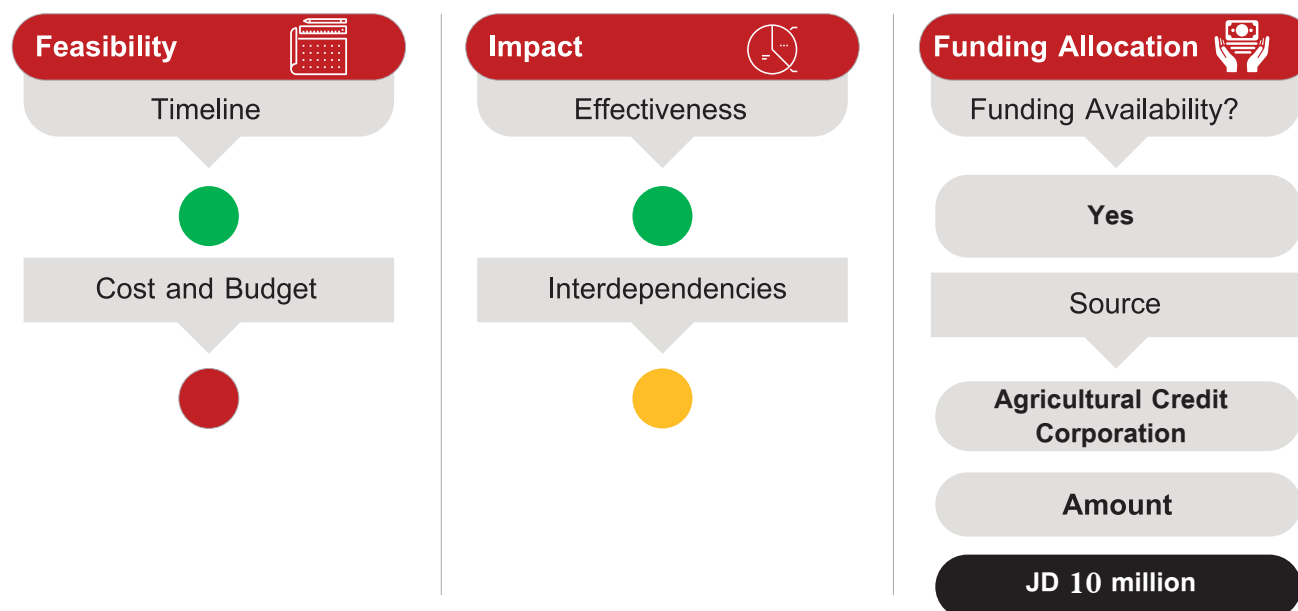 Feasibility
Timeline
Cost and Budget
Impact
Effectiveness
Interdependencies
Funding Allocation
Funding Availability?
Yes
Source
Agricultural Credit
Corporation
Amount
JD 10 million